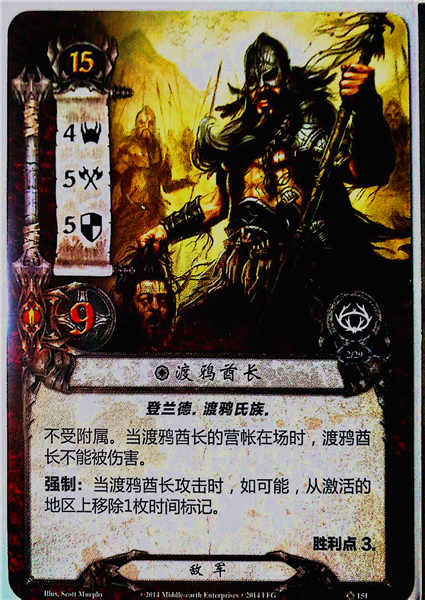 15
4
5
5
9
2/29
渡鸦酋长
登兰德. 渡鸦氏族.
不受附属。当渡鸦酋长的营帐在场时，渡鸦酋
长不能被伤害。
强制：当渡鸦酋长攻击时，如可能，从激活的
地区上移除1枚时间标记。
胜利点 3.
敌军
Illus. Scott Murphy
©2014 Middle-earth Enterprises ©2014 FFG
151